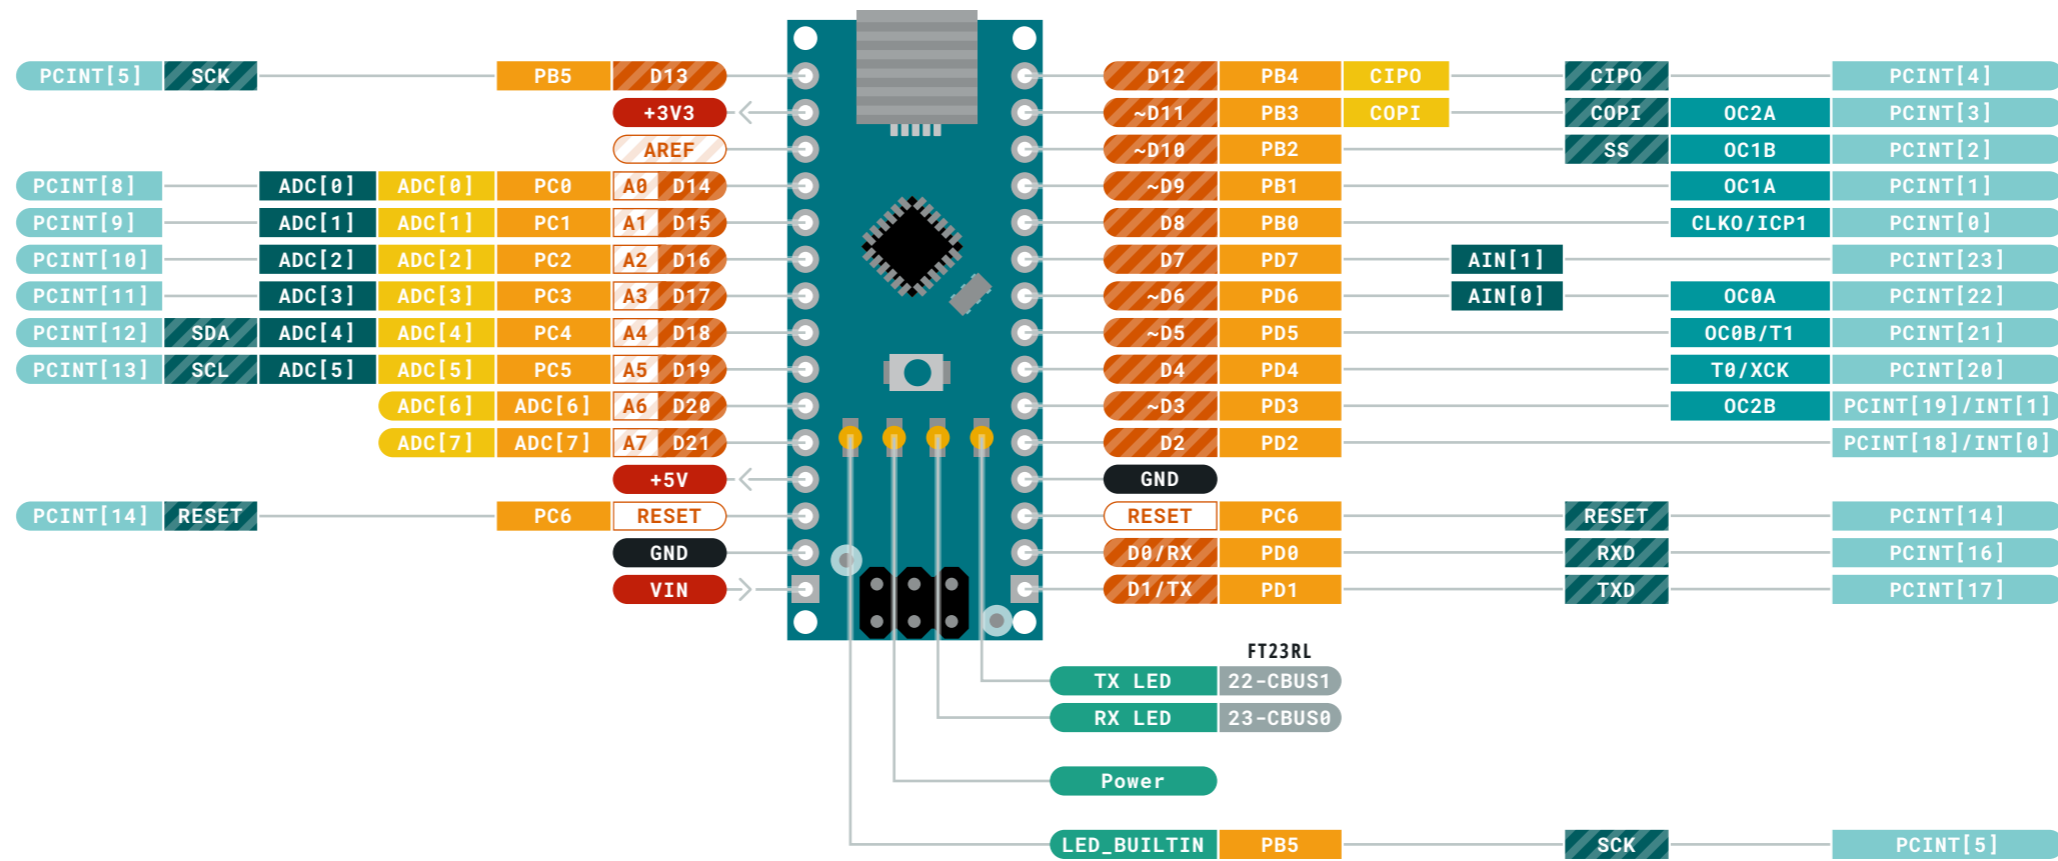 PCINT[5] SCK PB5 D13 D12 PB4 CIPO CIPO PCINT[4]
+3V3 ~D11 PB3 COPI COPI OC2A PCINT[3]
AREF ~D10 PB2 SS OC1B PCINT[2]
PCINT[8] ADC[0] ADC[0] PC0 A0 D14 ~D9 PB1 OC1A PCINT[1]
PCINT[9] ADC[1] ADC[1] PC1 A1 D15 D8 PB0 CLKO/ICP1 PCINT[0]
PCINT[10] ADC[2] ADC[2] PC2 A2 D16 D7 PD7 AIN[1] PCINT[23]
PCINT[11] ADC[3] ADC[3] PC3 A3 D17 ~D6 PD6 AIN[0] OC0A PCINT[22]
PCINT[12] SDA ADC[4] ADC[4] PC4 A4 D18 ~D5 PD5 OC0B/T1 PCINT[21]
PCINT[13] SCL ADC[5] ADC[5] PC5 A5 D19 D4 PD4 T0/XCK PCINT[20]
ADC[6] ADC[6] A6 D20 ~D3 PD3 OC2B PCINT[19]/INT[1]
ADC[7] ADC[7] A7 D21 D2 PD2 PCINT[18]/INT[0]
+5V GND
PCINT[14] RESET PC6 RESET RESET PC6 RESET PCINT[14]
GND D0/RX PD0 RXD PCINT[16]
VIN D1/TX PD1 TXD PCINT[17]
FT23RL
TX LED 22-CBUS1
RX LED 23-CBUS0
Power
LED_BUILTIN PB5 SCK PCINT[5]